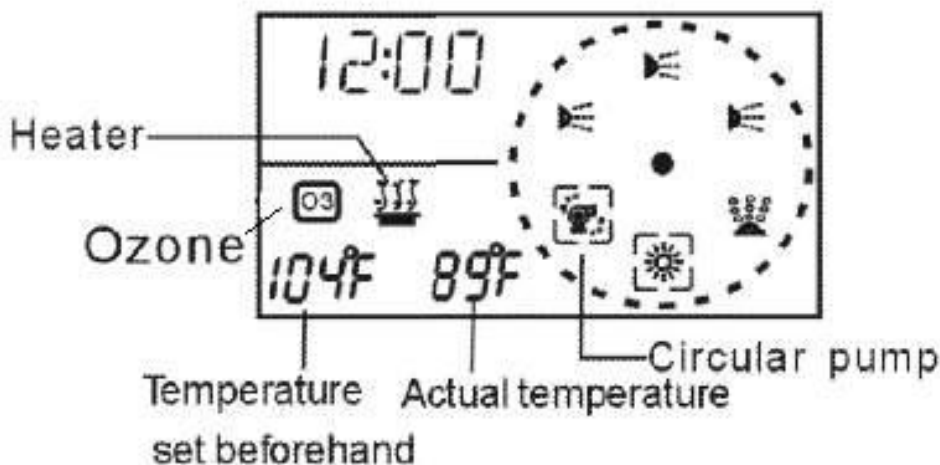 12:00
Heater
O3
Ozone
104°F 89°F
Circular pump
Temperature Actual temperature
set beforehand